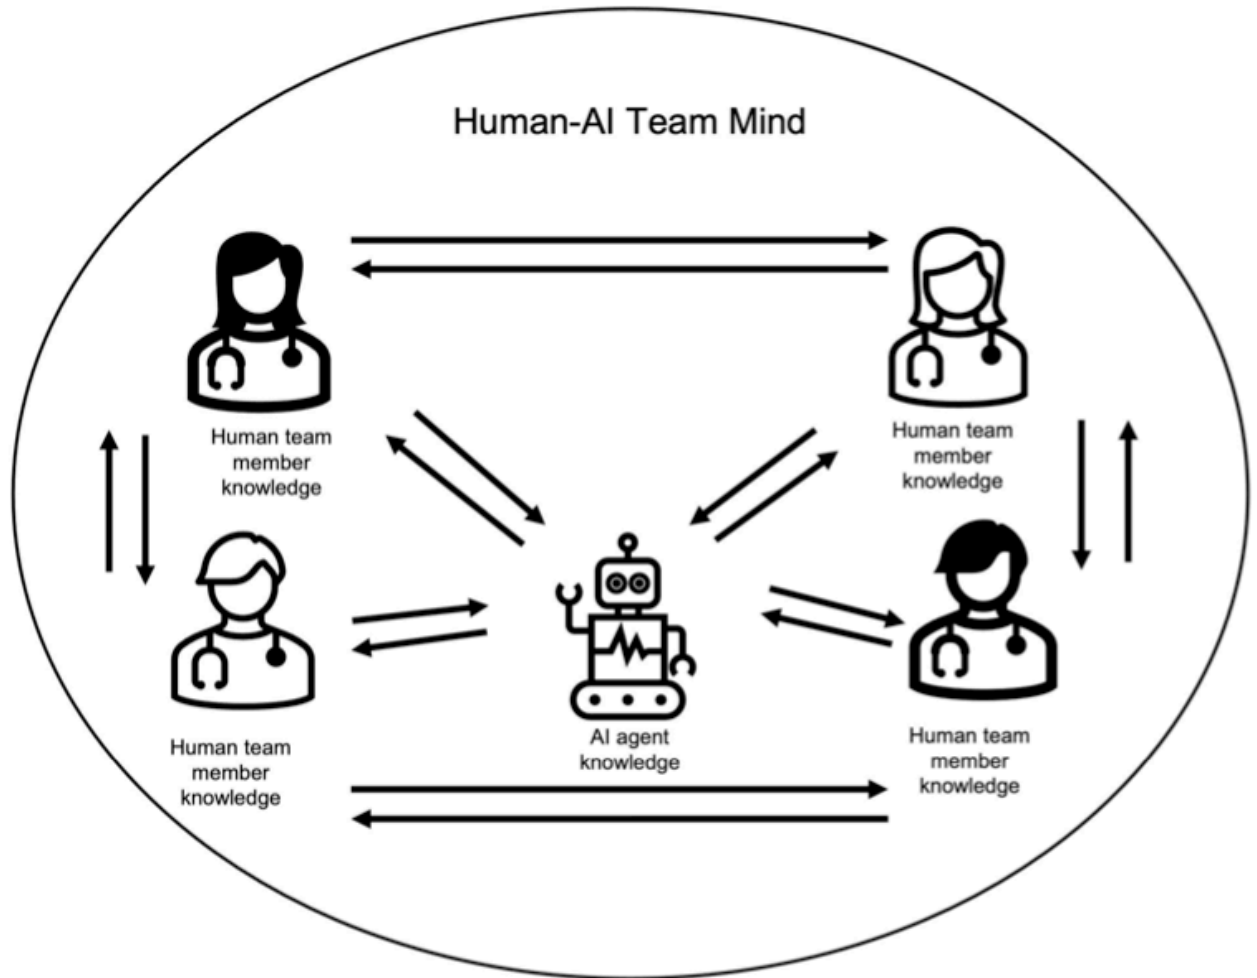 Human-AI Team Mind
Human team
member
knowledge
Human team
member
knowledge
Human team
member
knowledge
AI agent
knowledge
Human team
member
knowledge